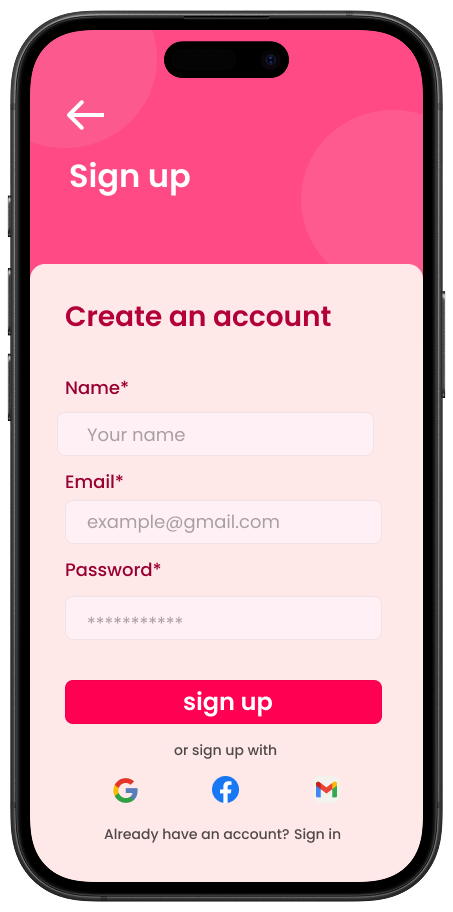 Sign up
Create an account
Name*
Your name
Email*
example@gmail.com
Password*
***********
sign up
or sign up with
Already have an account? Sign in